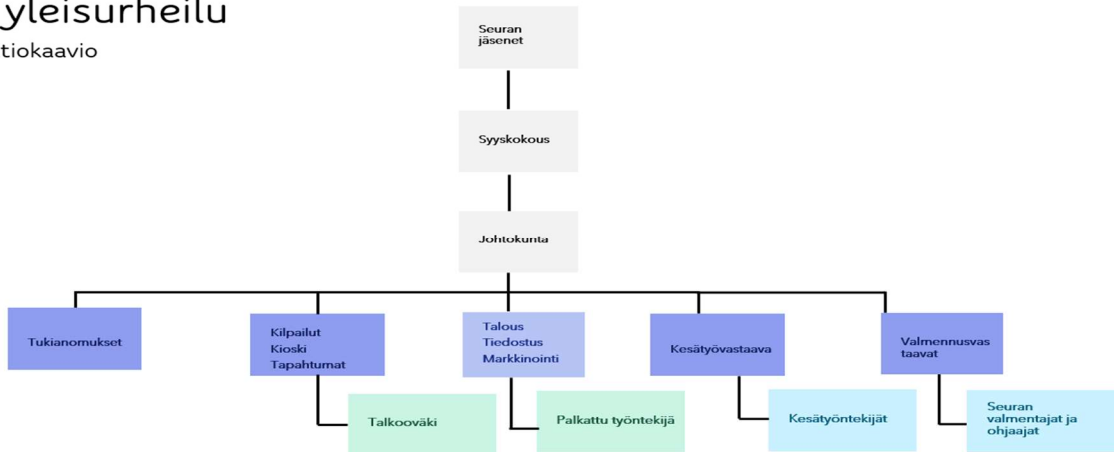 yleisurheilu
tiokaavio
Seuran
jäsenet
Syyskokous
Johtokunta
Tukianomukset
Kilpailut
Kioski
Tapahtumat
Talous
Tiedostus
Markkinointi
Kesätyövastaava
Valmennusvas
taavat
Talkooväki
Palkattu työntekijä
Kesätyöntekijät
Seuran
valmentajat ja
ohjaajat